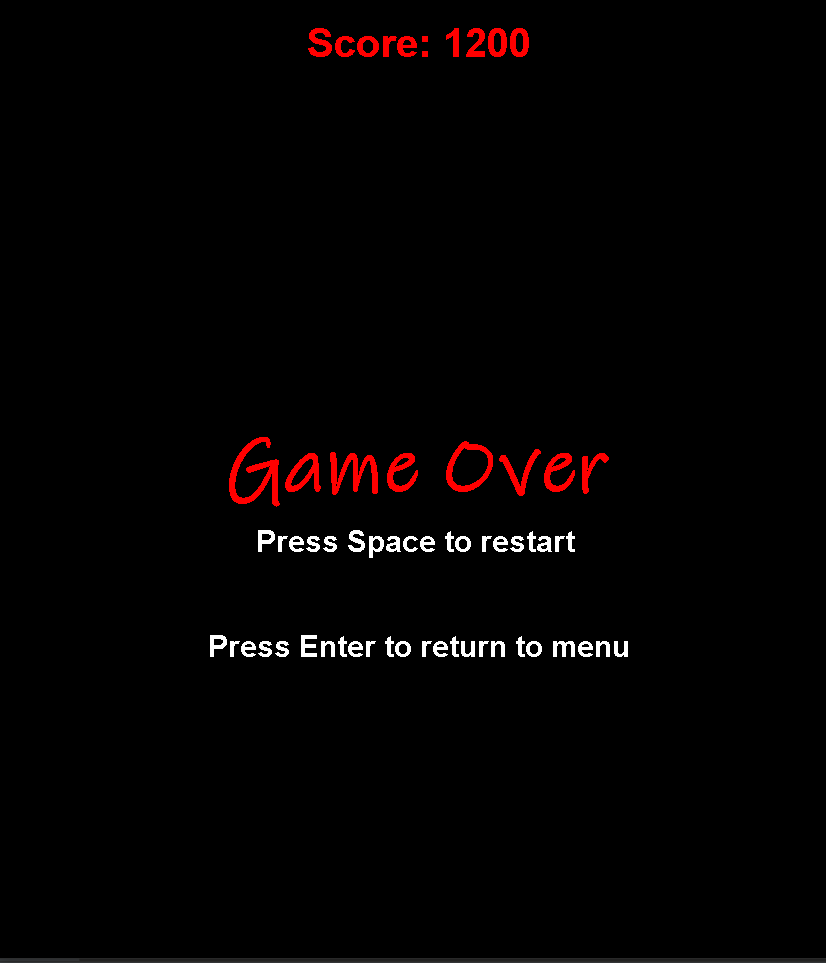 Score: 1200
Game Over
Press Space to restart
Press Enter to return to menu